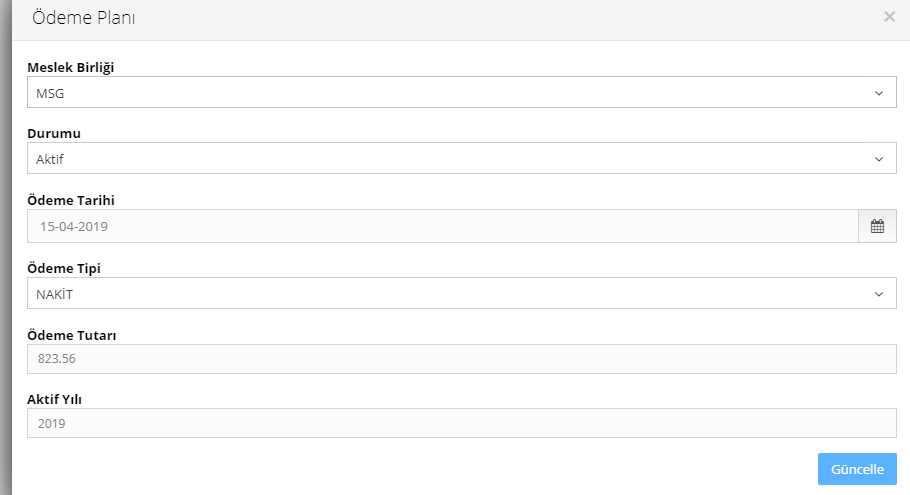 Ödeme Planı
Meslek Birliği
MSG
Durumu
Aktif
Ödeme Tarihi
15-04-2019
Ödeme Tipi
NAKİT
Ödeme Tutarı
823.56
Aktif Yılı
2019
Güncelle